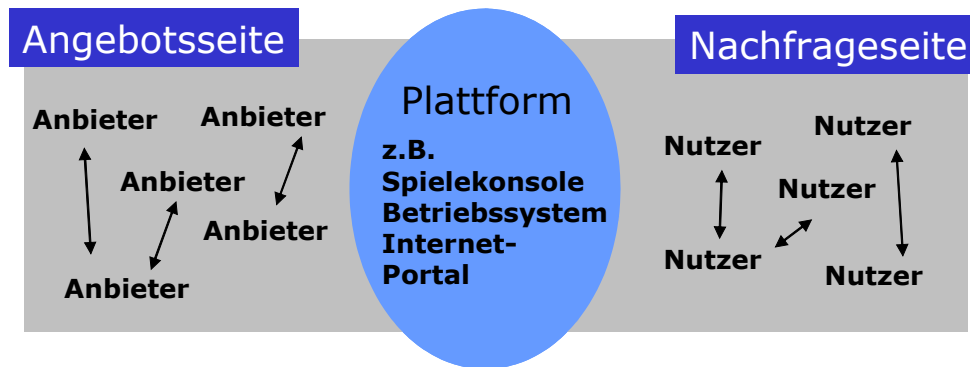 Angebotsseite
Anbieter
Anbieter
Anbieter
Anbieter
Anbieter
Plattform
z.B.
Spielekonsole
Betriebssystem
Internet-
Portal
Nachfrageseite
Nutzer
Nutzer
Nutzer
Nutzer
Nutzer